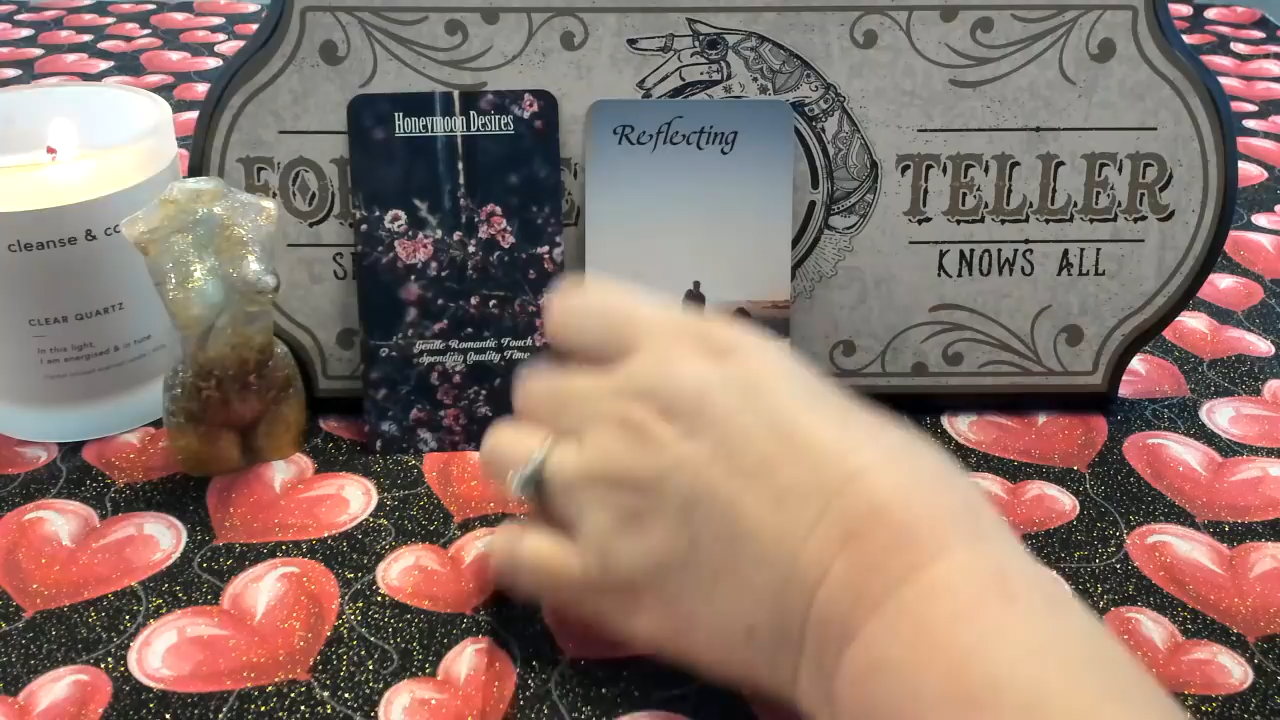 Honeymoon Desires
Gentle Romantic Touch
Spending Quality Time
Reflecting
TELLER
KNOWS ALL
cleanse & co
CLEAR QUARTZ
In this light,
I am energised & in tune